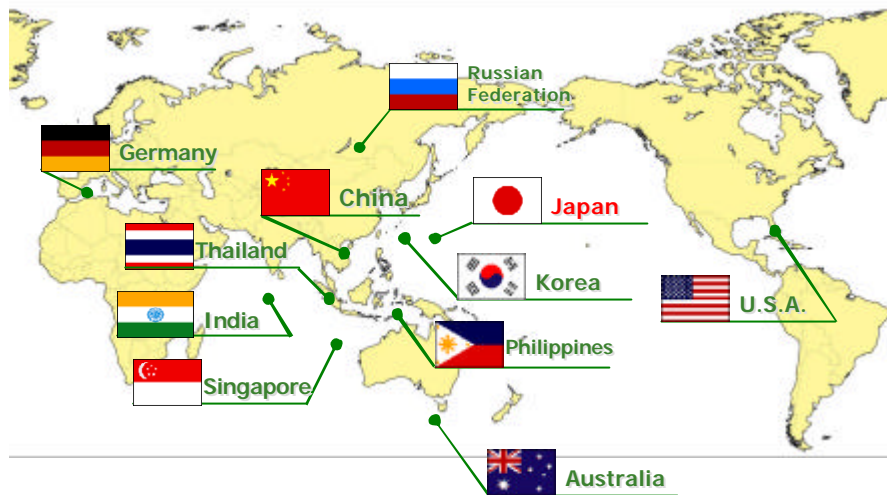 Russian
Federation
Germany
China
Japan
Thailand
Korea
U.S.A.
India
Philippines
Singapore
Australia